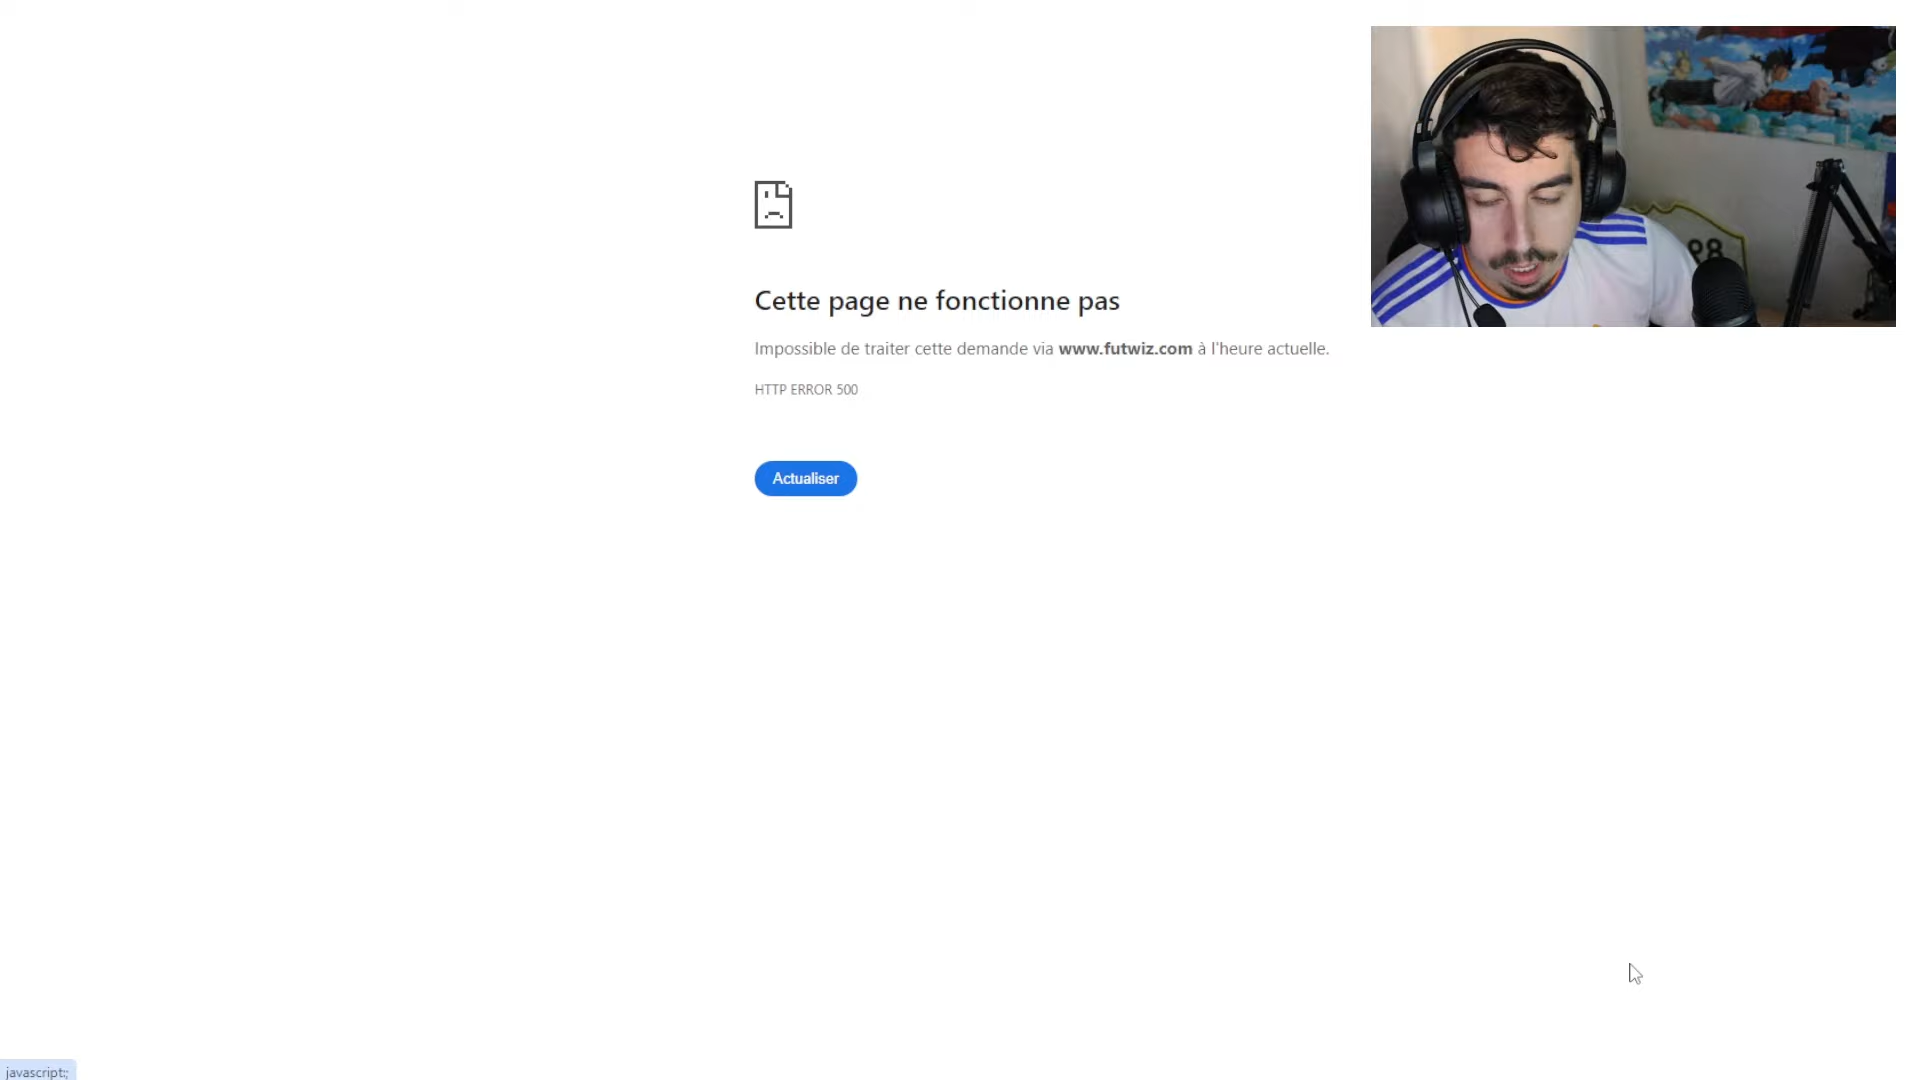 Cette page ne fonctionne pas
Impossible de traiter cette demande via www.futwiz.com à l'heure actuelle.
HTTP ERROR 500
Actualiser
98
javascript:;